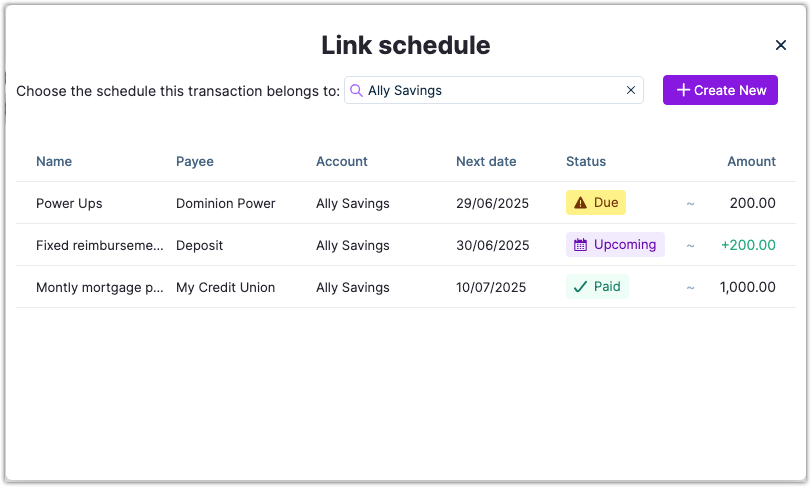 Link schedule
Choose the schedule this transaction belongs to: Ally Savings Create New
Name Payee Account Next date Status Amount
Power Ups Dominion Power Ally Savings 29/06/2025 Due ~ 200.00
Fixed reimburseme... Deposit Ally Savings 30/06/2025 Upcoming ~ +200.00
Montly mortgage p... My Credit Union Ally Savings 10/07/2025 Paid ~ 1,000.00